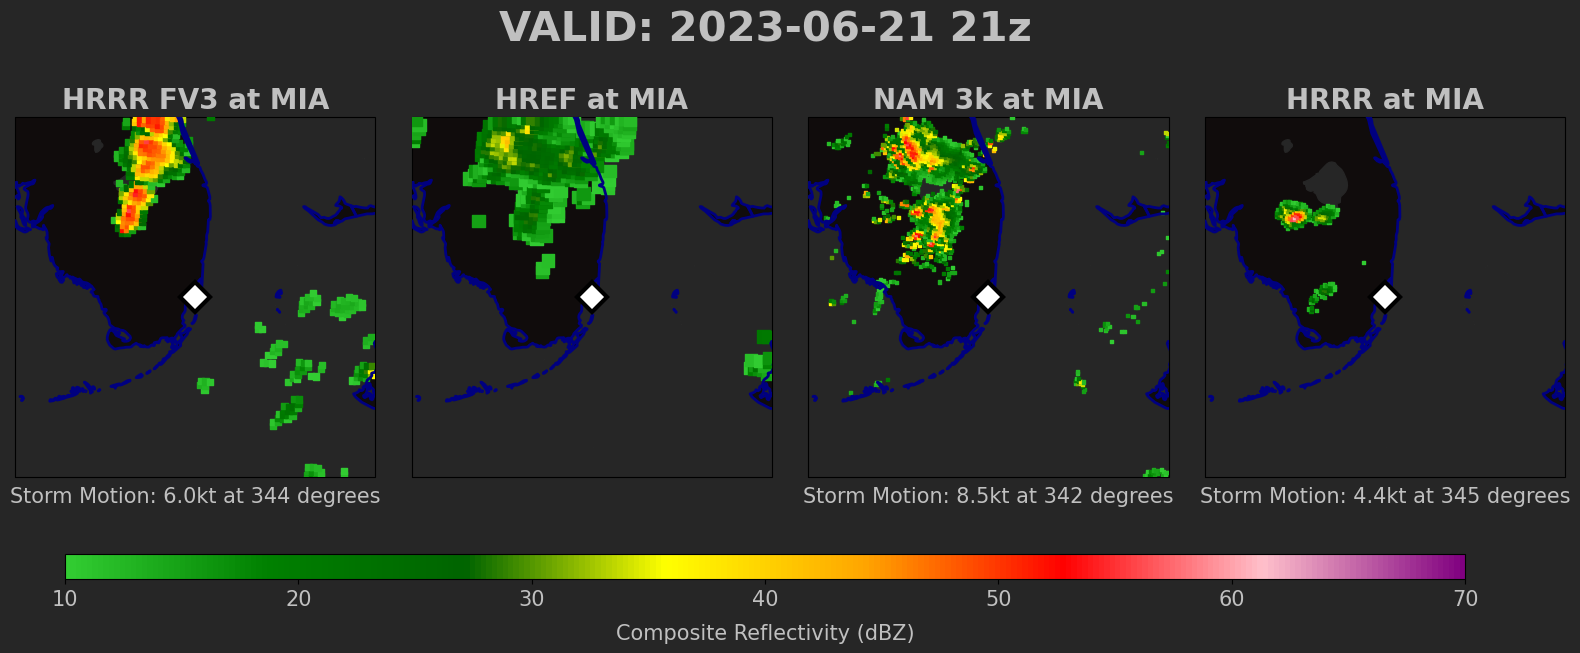 VALID: 2023-06-21 21z
HRRR FV3 at MIA
HREF at MIA
NAM 3k at MIA
HRRR at MIA
Storm Motion: 6.0kt at 344 degrees
Storm Motion: 8.5kt at 342 degrees
Storm Motion: 4.4kt at 345 degrees
10 20 30 40 50 60 70
Composite Reflectivity (dBZ)